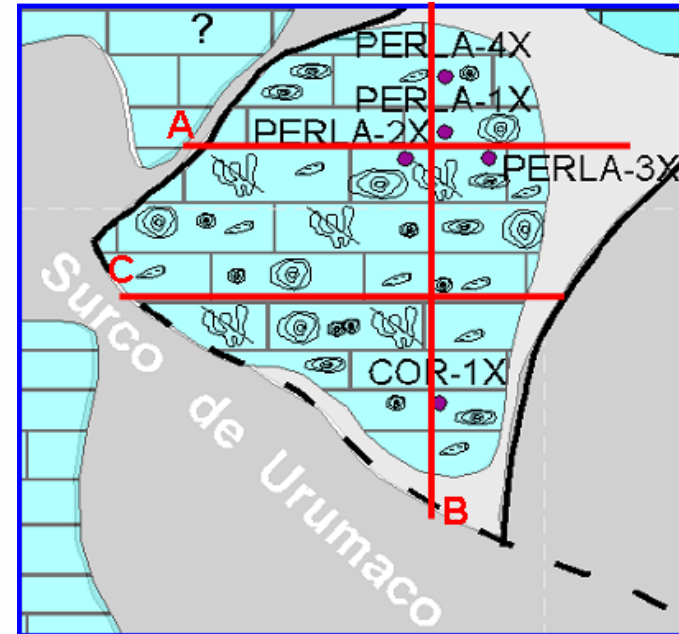 ?
PERLA-4X
PERLA-1X
A
PERLA-2X
PERLA-3X
C
Surco de Urumaco
COR-1X
B